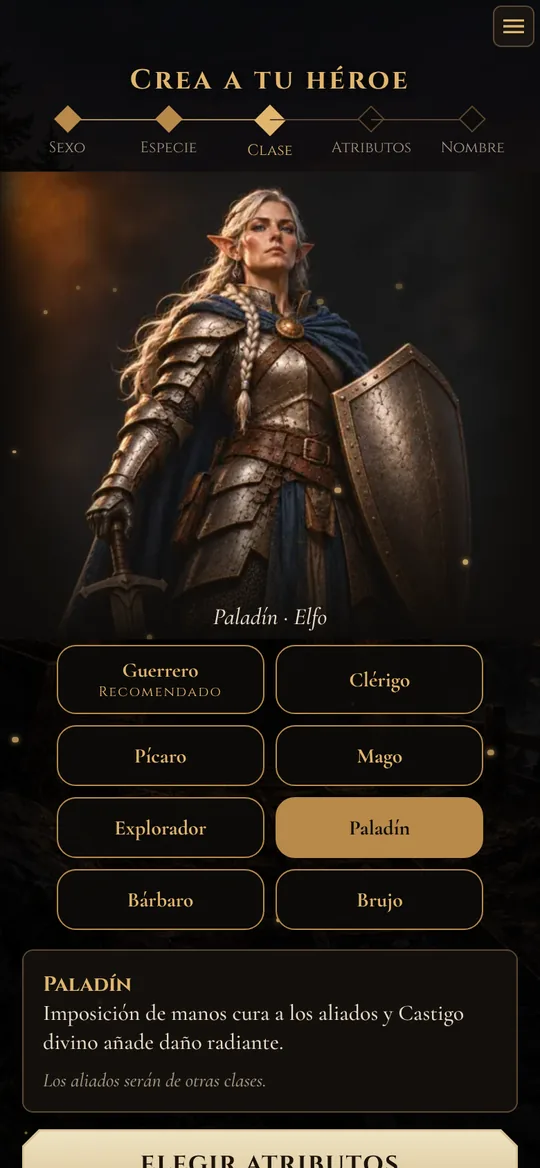 Crea a tu héroe
Sexo
Especie
Clase
Atributos
Nombre
Paladín · Elfo
Guerrero
Recomendado
Clérigo
Pícaro
Mago
Explorador
Paladín
Bárbaro
Brujo
Paladín
Imposición de manos cura a los aliados y Castigo
divino añade daño radiante.
Los aliados serán de otras clases.
ELEGIR ATRIBUTOS